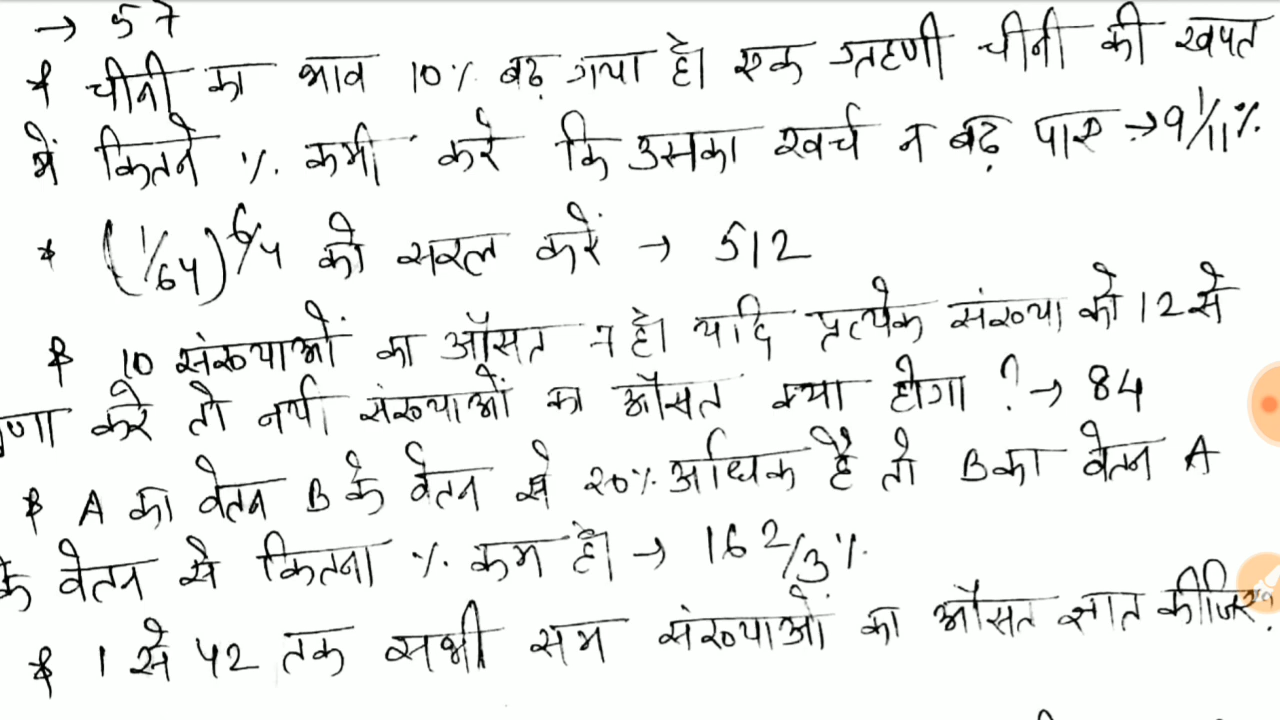 → 57
* चीनी का भाव 10% बढ़ गया है। एक गृहणी चीनी की खपत
में कितने % कमी करे कि उसका खर्च न बढ़ पाए → 9 1/11%
* (1/64)^6/4 को सरल करें → 512
* 10 संख्याओं का औसत 7 है। यदि प्रत्येक संख्या को 12 से
गुणा करे तो नयी संख्याओं का औसत क्या होगा ? → 84
* A का वेतन B के वेतन से 20% अधिक है तो B का वेतन A
के वेतन से कितना % कम है। → 16 2/3%
* 1 से 42 तक सभी सम संख्याओं का औसत ज्ञात कीजिए।